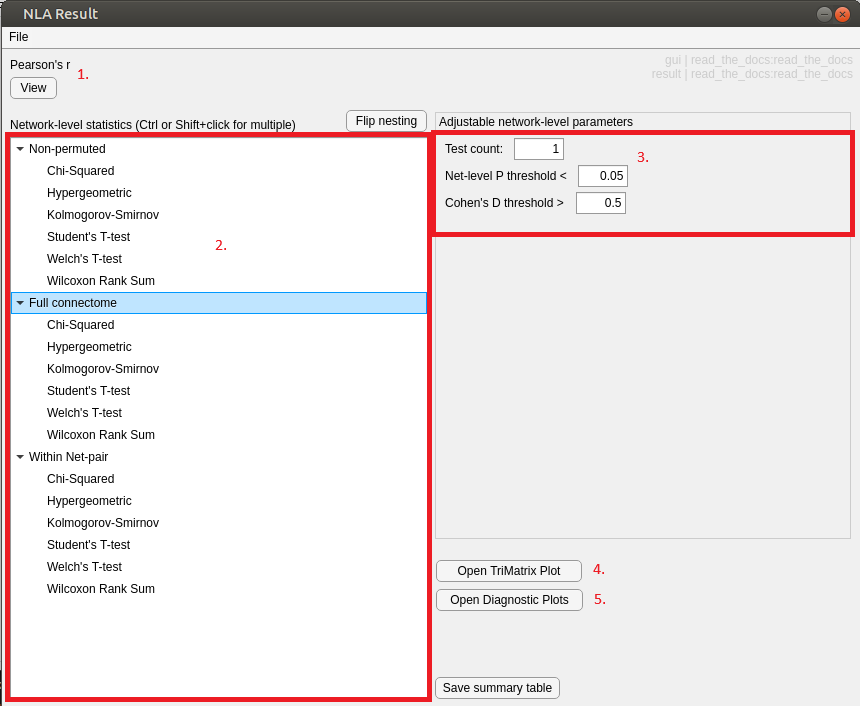 NLA Result
File
Pearson's r
1.
View
gui | read_the_docs:read_the_docs
result | read_the_docs:read_the_docs
Network-level statistics (Ctrl or Shift+click for multiple)
Flip nesting
Non-permuted
Chi-Squared
Hypergeometric
Kolmogorov-Smirnov
Student's T-test
2.
Welch's T-test
Wilcoxon Rank Sum
Full connectome
Chi-Squared
Hypergeometric
Kolmogorov-Smirnov
Student's T-test
Welch's T-test
Wilcoxon Rank Sum
Within Net-pair
Chi-Squared
Hypergeometric
Kolmogorov-Smirnov
Student's T-test
Welch's T-test
Wilcoxon Rank Sum
Adjustable network-level parameters
Test count: 1
3.
Net-level P threshold < 0.05
Cohen's D threshold > 0.5
Open TriMatrix Plot 4.
Open Diagnostic Plots 5.
Save summary table